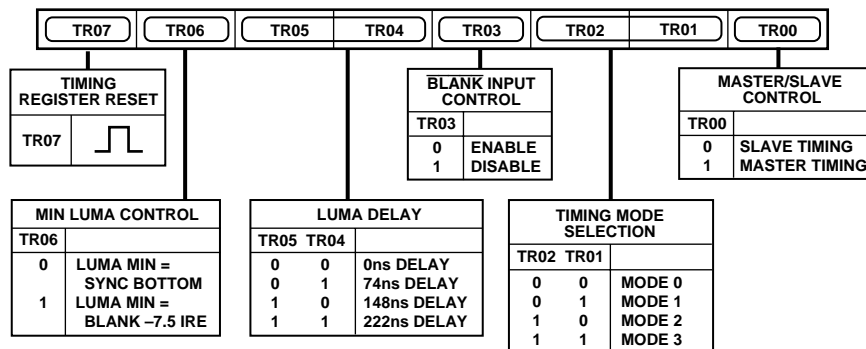 TR07 TR06 TR05 TR04 TR03 TR02 TR01 TR00
TIMING
REGISTER RESET
TR07
BLANK INPUT
CONTROL
TR03
0 ENABLE
1 DISABLE
MASTER/SLAVE
CONTROL
TR00
0 SLAVE TIMING
1 MASTER TIMING
MIN LUMA CONTROL
TR06
0 LUMA MIN =
SYNC BOTTOM
1 LUMA MIN =
BLANK –7.5 IRE
LUMA DELAY
TR05 TR04
0 0 0ns DELAY
0 1 74ns DELAY
1 0 148ns DELAY
1 1 222ns DELAY
TIMING MODE
SELECTION
TR02 TR01
0 0 MODE 0
0 1 MODE 1
1 0 MODE 2
1 1 MODE 3